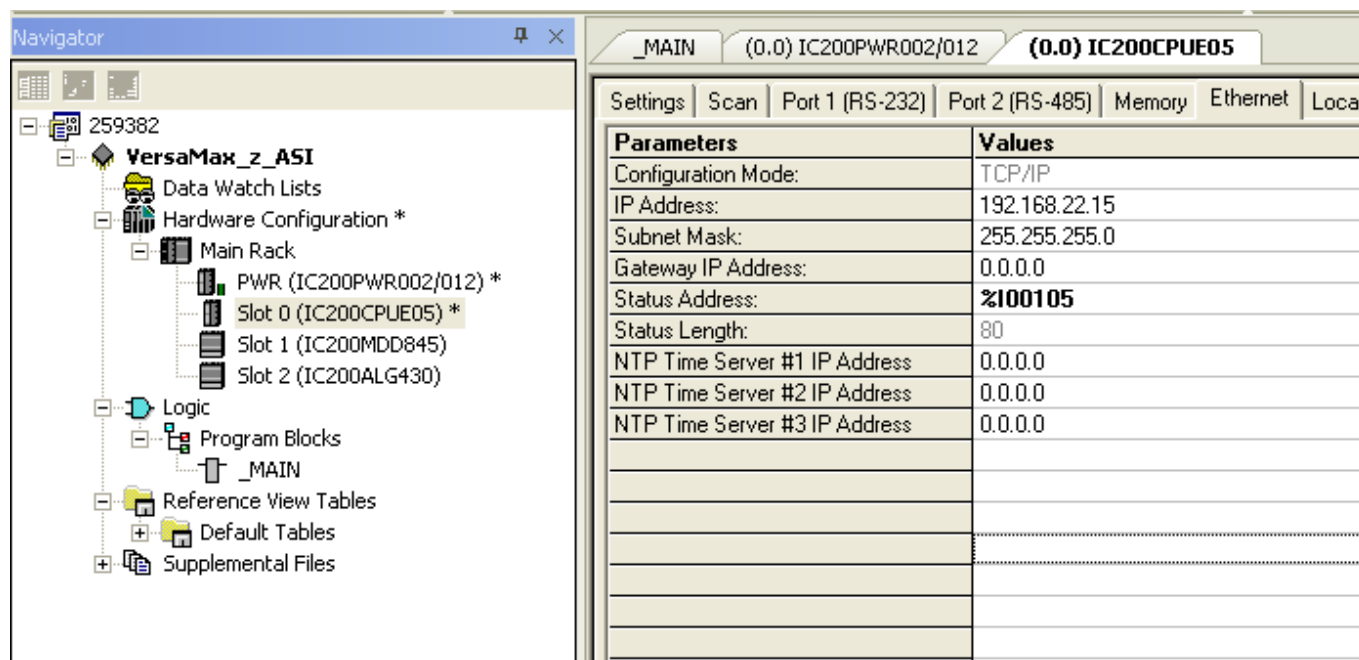 Navigator
259382
VersaMax_z_ASI
Data Watch Lists
Hardware Configuration *
Main Rack
PWR (IC200PWR002/012) *
Slot 0 (IC200CPUE05) *
Slot 1 (IC200MDD845)
Slot 2 (IC200ALG430)
Logic
Program Blocks
_MAIN
Reference View Tables
Default Tables
Supplemental Files
_MAIN (0.0) IC200PWR002/012 (0.0) IC200CPUE05
Settings Scan Port 1 (RS-232) Port 2 (RS-485) Memory Ethernet Loca
Parameters Values
Configuration Mode: TCP/IP
IP Address: 192.168.22.15
Subnet Mask: 255.255.255.0
Gateway IP Address: 0.0.0.0
Status Address: %I00105
Status Length: 80
NTP Time Server #1 IP Address 0.0.0.0
NTP Time Server #2 IP Address 0.0.0.0
NTP Time Server #3 IP Address 0.0.0.0